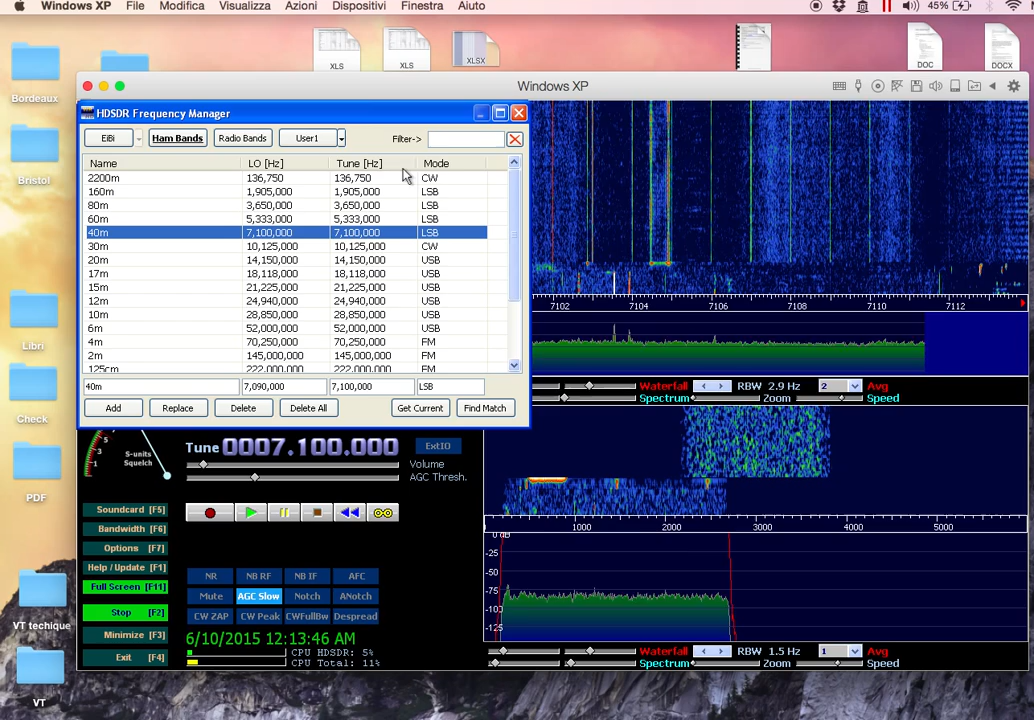 Windows XP File Modifica Visualizza Azioni Dispositivi Finestra Aiuto 45%
XLS XLS XLSX DOC DOCX
Bordeaux
Bristol
Libri
Check
PDF
VT techique
VT
Windows XP
HDSDR Frequency Manager
EiBi Ham Bands Radio Bands User1 Filter->
Name LO [Hz] Tune [Hz] Mode
2200m 136,750 136,750 CW
160m 1,905,000 1,905,000 LSB
80m 3,650,000 3,650,000 LSB
60m 5,333,000 5,333,000 LSB
40m 7,100,000 7,100,000 LSB
30m 10,125,000 10,125,000 CW
20m 14,150,000 14,150,000 USB
17m 18,118,000 18,118,000 USB
15m 21,225,000 21,225,000 USB
12m 24,940,000 24,940,000 USB
10m 28,850,000 28,850,000 USB
6m 52,000,000 52,000,000 USB
4m 70,250,000 70,250,000 FM
2m 145,000,000 145,000,000 FM
125cm 222,000,000 222,000,000 FM
40m 7,090,000 7,100,000 LSB
Add Replace Delete Delete All Get Current Find Match
7102 7104 7106 7108 7110 7112
Waterfall RBW 2.9 Hz 2 Avg
Spectrum Zoom Speed
5
3
1
S-units
Squelch
Tune 0007.100.000 ExtIO
Volume
AGC Thresh.
Soundcard [F5]
Bandwidth [F6]
Options [F7]
Help / Update [F1]
Full Screen [F11]
Stop [F2]
Minimize [F3]
Exit [F4]
NR NB RF NB IF AFC
Mute AGC Slow Notch ANotch
CW ZAP CW Peak CWFullBw Despread
6/10/2015 12:13:46 AM
CPU HDSDR: 5%
CPU Total: 11%
1000 2000 3000 4000 5000
0 dB
-25
-50
-75
-100
-125
Waterfall RBW 1.5 Hz 1 Avg
Spectrum Zoom Speed